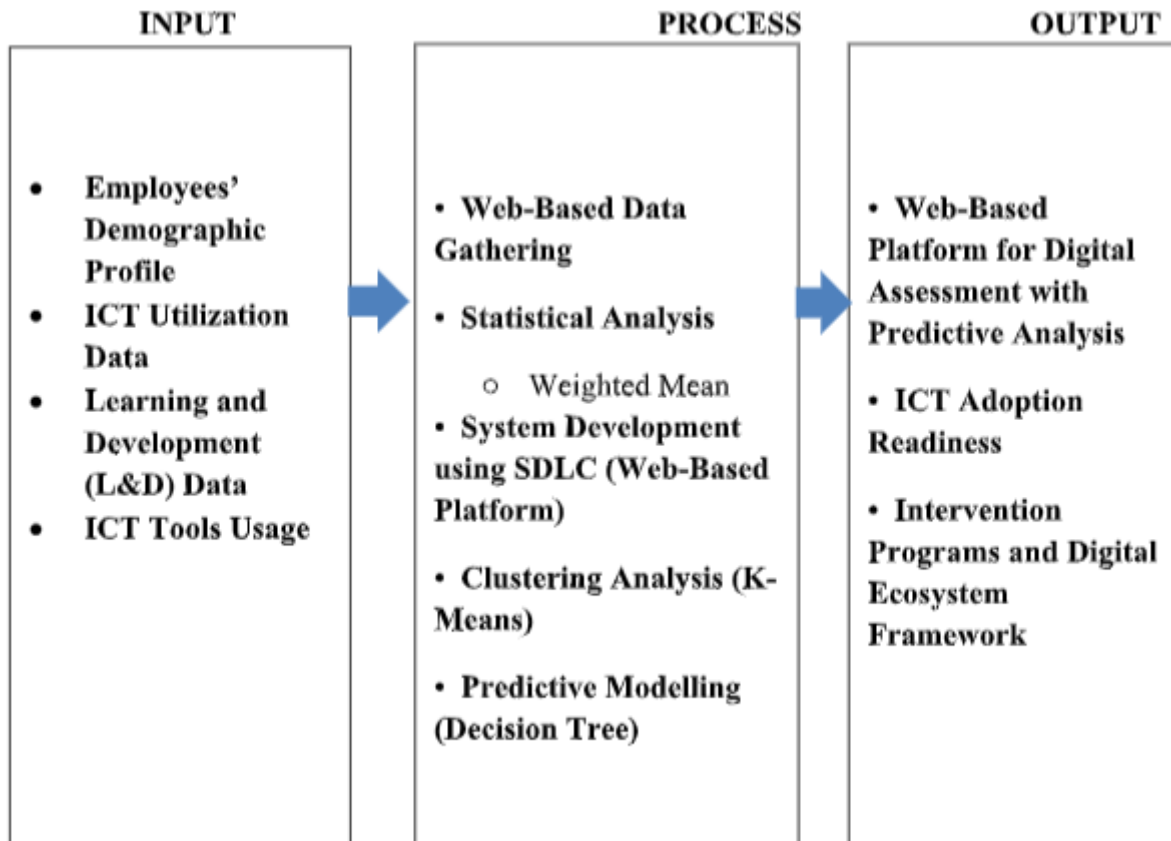 INPUT
• Employees’
Demographic
Profile
• ICT Utilization
Data
• Learning and
Development
(L&D) Data
• ICT Tools Usage
PROCESS
• Web-Based Data
Gathering
• Statistical Analysis
○ Weighted Mean
• System Development
using SDLC (Web-Based
Platform)
• Clustering Analysis (K-
Means)
• Predictive Modelling
(Decision Tree)
OUTPUT
• Web-Based
Platform for Digital
Assessment with
Predictive Analysis
• ICT Adoption
Readiness
• Intervention
Programs and Digital
Ecosystem
Framework